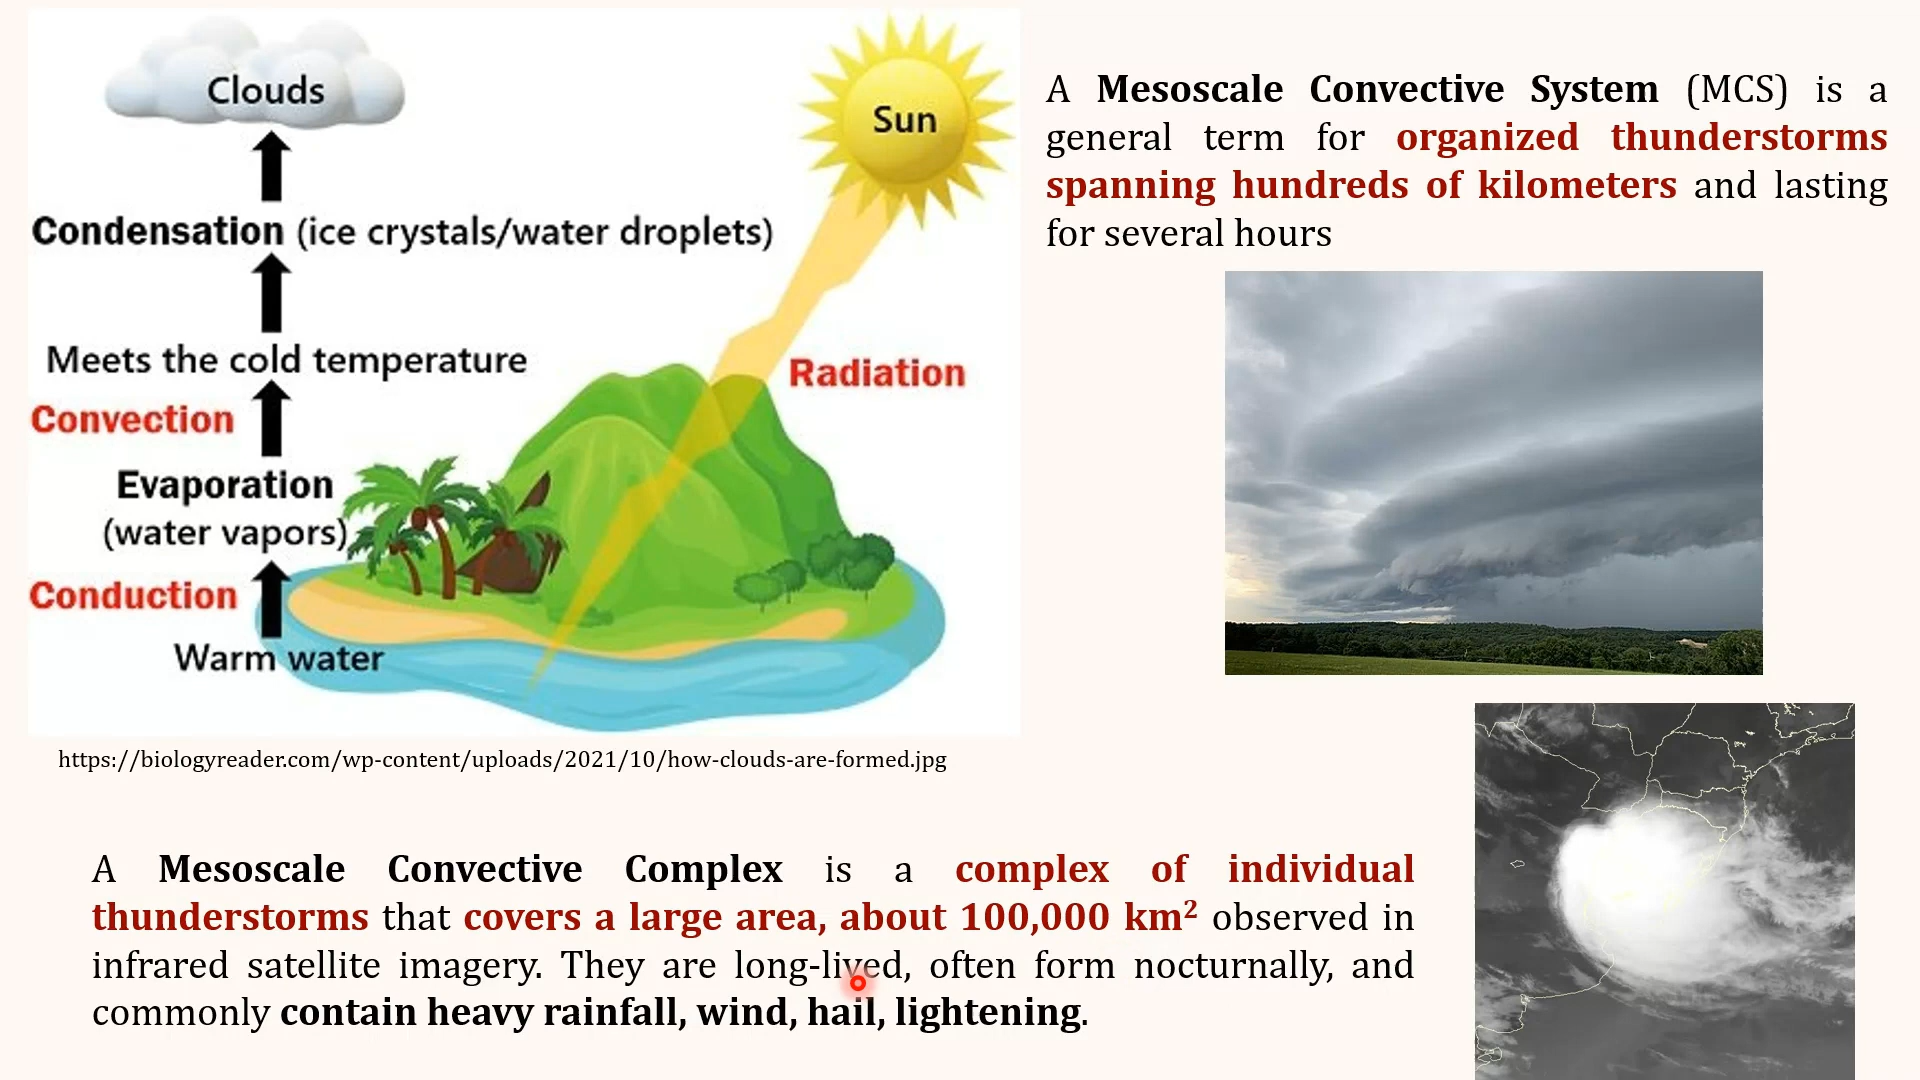 Clouds
Sun
Condensation (ice crystals/water droplets)
Meets the cold temperature
Radiation
Convection
Evaporation
(water vapors)
Conduction
Warm water
https://biologyreader.com/wp-content/uploads/2021/10/how-clouds-are-formed.jpg
A Mesoscale Convective System (MCS) is a
general term for organized thunderstorms
spanning hundreds of kilometers and lasting
for several hours
A Mesoscale Convective Complex is a complex of individual
thunderstorms that covers a large area, about 100,000 km² observed in
infrared satellite imagery. They are long-lived, often form nocturnally, and
commonly contain heavy rainfall, wind, hail, lightening.